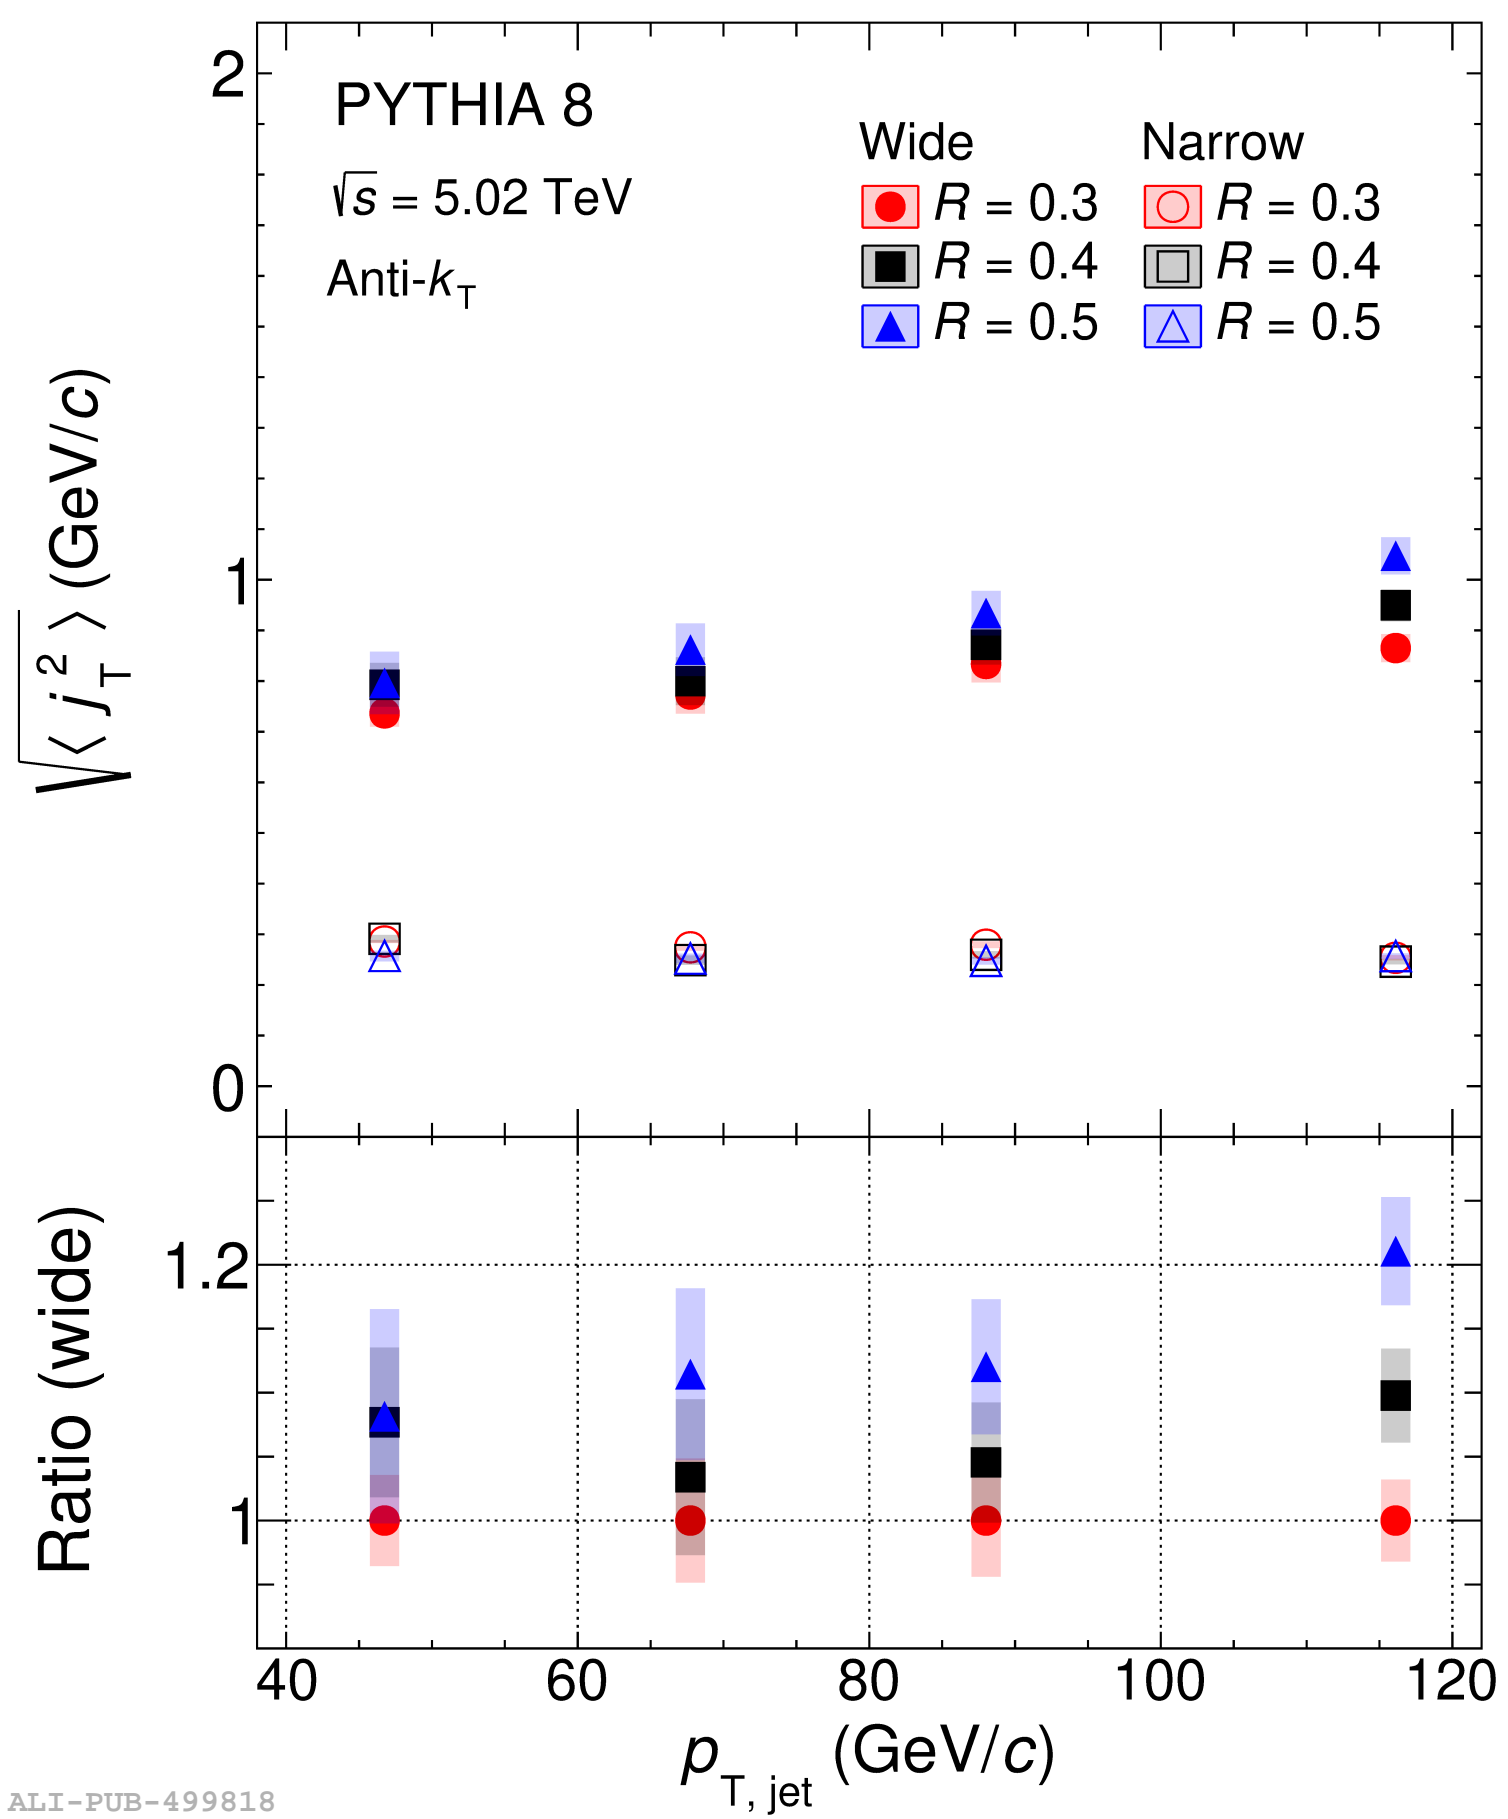 2
PYTHIA 8
√s = 5.02 TeV
Anti-kT
Wide Narrow
R = 0.3 R = 0.3
R = 0.4 R = 0.4
R = 0.5 R = 0.5
√⟨ jT2 ⟩ (GeV/c)
1
0
Ratio (wide)
1.2
1
40 60 80 100 120
pT, jet (GeV/c)
ALI-PUB-499818